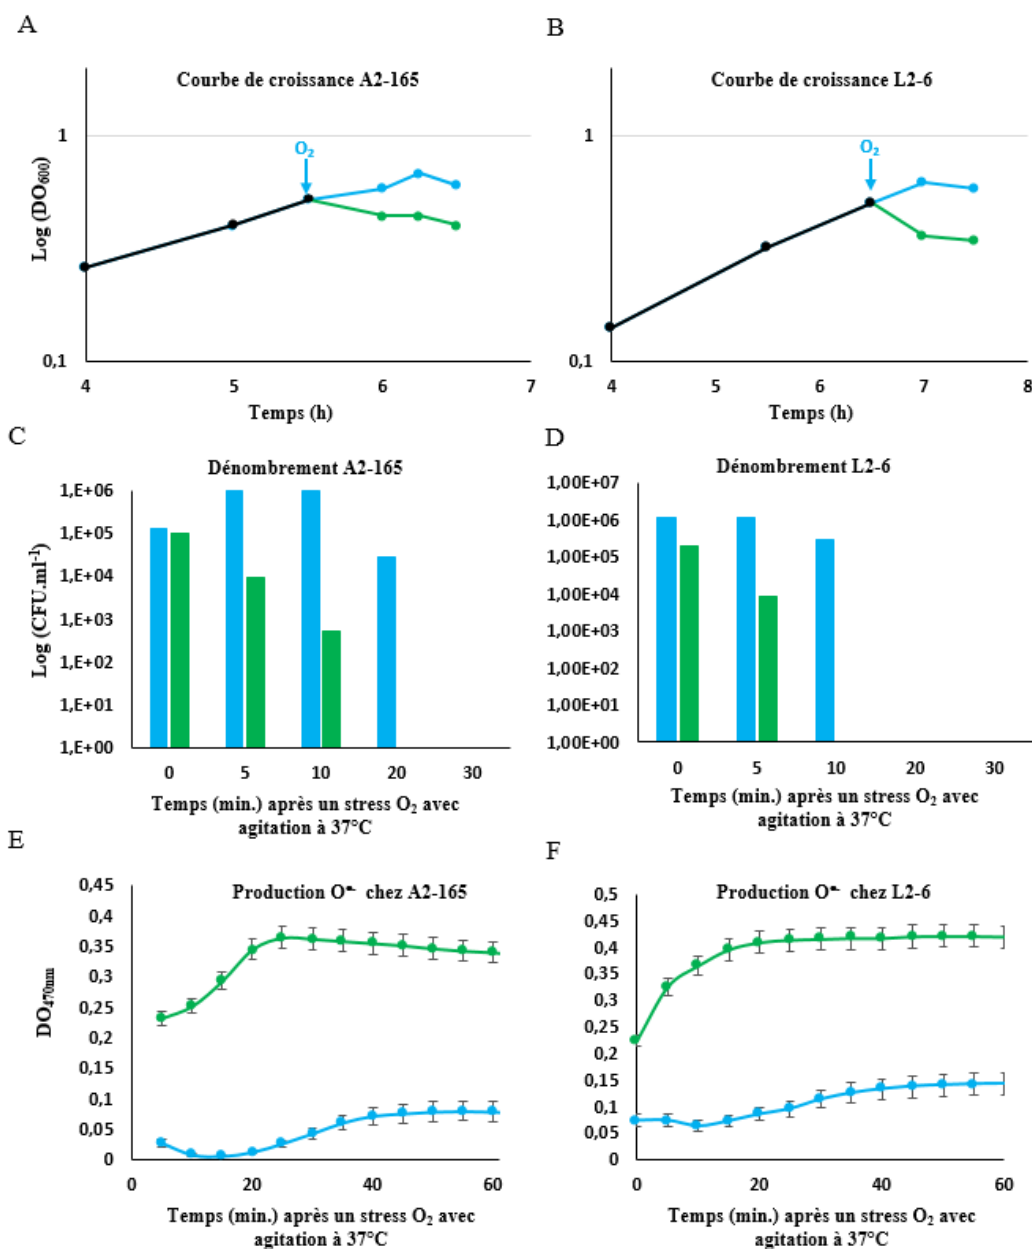 A
Courbe de croissance A2-165
1
O₂
Log (DO₆₀₀)
0,1
4 5 6 7
Temps (h)
B
Courbe de croissance L2-6
1
O₂
0,1
4 5 6 7 8
Temps (h)
C
Dénombrement A2-165
1,E+06
1,E+05
1,E+04
1,E+03
1,E+02
1,E+01
1,E+00
Log (CFU.ml⁻¹)
0 5 10 20 30
Temps (min.) après un stress O₂ avec
agitation à 37°C
D
Dénombrement L2-6
1,00E+07
1,00E+06
1,00E+05
1,00E+04
1,00E+03
1,00E+02
1,00E+01
1,00E+00
0 5 10 20 30
Temps (min.) après un stress O₂ avec
agitation à 37°C
E
Production O•- chez A2-165
0,45
0,4
0,35
0,3
0,25
0,2
0,15
0,1
0,05
0
DO₄₇₀ₙₘ
0 20 40 60
Temps (min.) après un stress O₂ avec
agitation à 37°C
F
Production O•- chez L2-6
0,5
0,45
0,4
0,35
0,3
0,25
0,2
0,15
0,1
0,05
0
0 20 40 60
Temps (min.) après un stress O₂ avec
agitation à 37°C